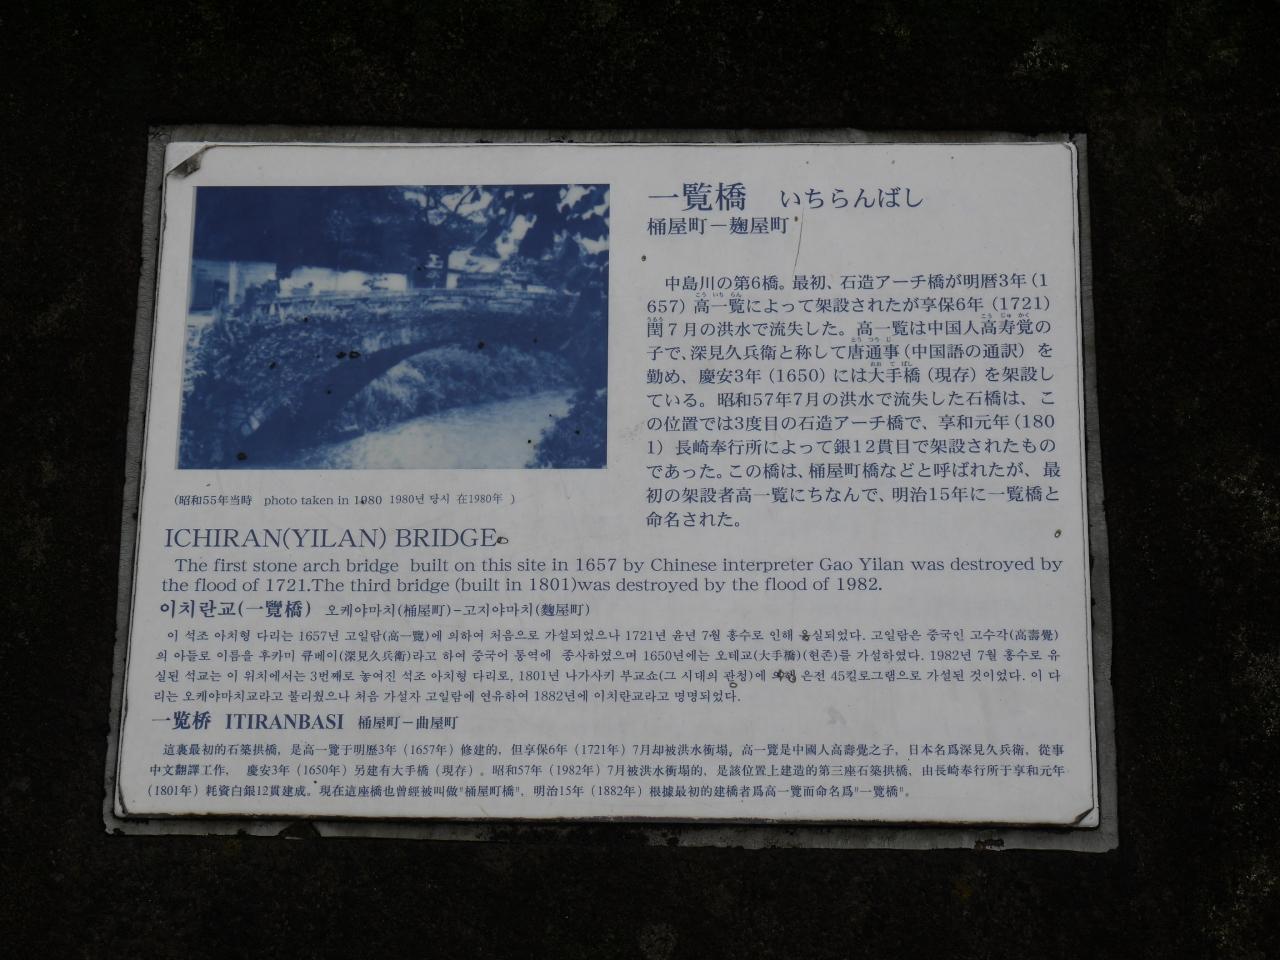 一覧橋 いちらんばし
桶屋町－麹屋町
中島川の第6橋。最初、石造アーチ橋が明暦3年（1
こう いち らん
657）高一覧によって架設されたが享保6年（1721）
うるう こう じゅ かく
閏7月の洪水で流失した。高一覧は中国人高寿覚の
とう つう じ
子で、深見久兵衛と称して唐通事（中国語の通訳）を
おお て ばし
勤め、慶安3年（1650）には大手橋（現存）を架設し
ている。昭和57年7月の洪水で流失した石橋は、こ
の位置では3度目の石造アーチ橋で、享和元年（180
1）長崎奉行所によって銀12貫目で架設されたもの
であった。この橋は、桶屋町橋などと呼ばれたが、最
初の架設者高一覧にちなんで、明治15年に一覧橋と
命名された。
（昭和55年当時 photo taken in 1980 1980년 당시 在1980年 ）
ICHIRAN(YILAN) BRIDGE
The first stone arch bridge built on this site in 1657 by Chinese interpreter Gao Yilan was destroyed by
the flood of 1721.The third bridge (built in 1801)was destroyed by the flood of 1982.
이치란교(一覽橋) 오케야마치(桶屋町)-고지야마치(麹屋町)
이 석조 아치형 다리는 1657년 고일람(高一覽)에 의하여 처음으로 가설되었으나 1721년 윤년 7월 홍수로 인해 되었다. 고일람은 중국인 고수각(高壽覺)
의 아들로 이름을 후카미 큐베이(深見久兵衛)라고 하여 중국어 통역에 종사하였으며 1650년에는 오테교(大手橋)(현존)를 가설하였다. 1982년 7월 홍수로 유
실된 석교는 이 위치에서는 3번째로 놓여진 석조 아치형 다리로, 1801년 나가사키 부교쇼(그 시대의 관청)에 은전 45킬로그램으로 가설된 것이었다. 이 다
리는 오케야마치교라고 불리웠으나 처음 가설자 고일람에 연유하여 1882년에 이치란교라고 명명되었다.
一览桥 ITIRANBASI 桶屋町－曲屋町
這裏最初的石築拱橋，是高一覽于明歷3年（1657年）修建的，但享保6年（1721年）7月却被洪水衝塌。高一覽是中國人高壽覺之子，日本名爲深見久兵衛，從事
中文翻譯工作， 慶安3年（1650年）另建有大手橋（現存）。昭和57年（1982年）7月被洪水衝塌的，是該位置上建造的第三座石築拱橋，由長崎奉行所于享和元年
(1801年）耗資白銀12貫建成。現在這座橋也曾經被叫做"桶屋町橋"，明治15年（1882年）根據最初的建橋者爲高一覽而命名爲"一覽橋"。